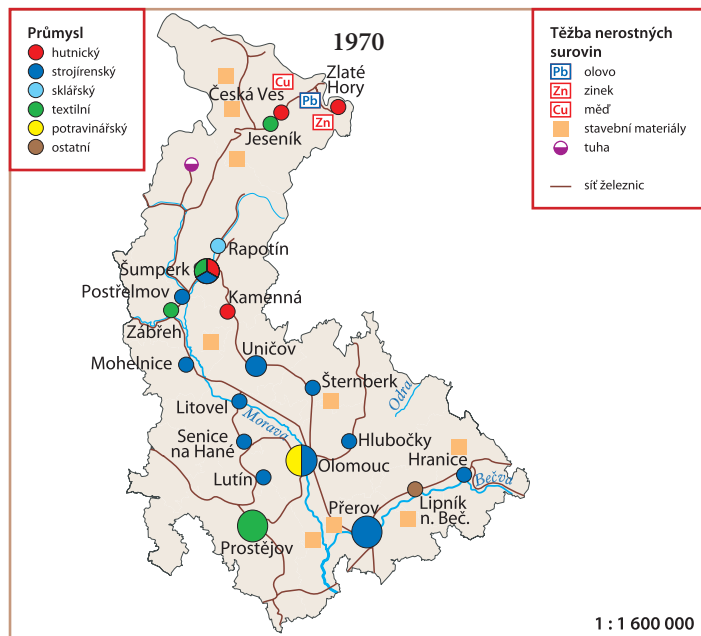 Průmysl
hutnický
strojírenský
sklářský
textilní
potravinářský
ostatní
1970
Těžba nerostných
surovin
Pb olovo
Zn zinek
Cu měď
stavební materiály
tuha
síť železnic
Cu
Zlaté
Hory
Česká Ves
Pb
Zn
Jeseník
Rapotín
Šumperk
Postřelmov
Kamenná
Zábřeh
Uničov
Mohelnice
Šternberk
Odra
Litovel
Morava
Senice
na Hané
Hlubočky
Olomouc
Hranice
Bečva
Lutín
Přerov
Lipník
n. Beč.
Prostějov
1 : 1 600 000